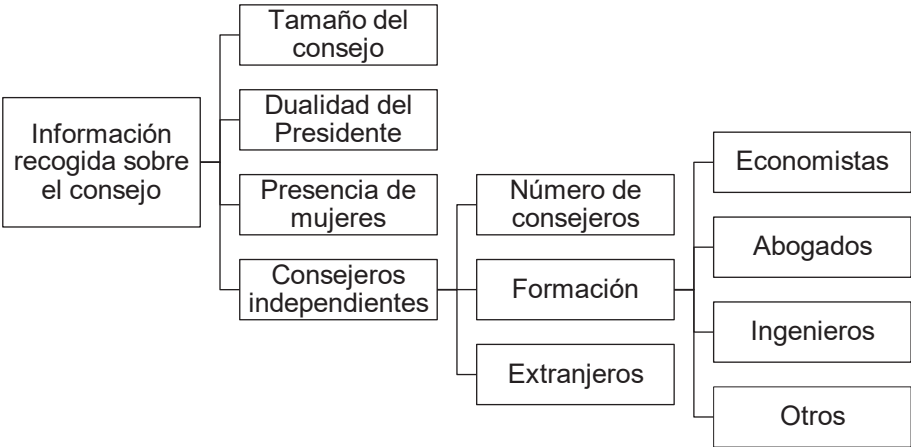 Información
recogida sobre
el consejo
Tamaño del
consejo
Dualidad del
Presidente
Presencia de
mujeres
Consejeros
independientes
Número de
consejeros
Formación
Extranjeros
Economistas
Abogados
Ingenieros
Otros